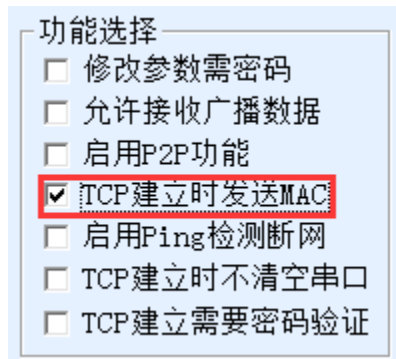 功能选择
修改参数需密码
允许接收广播数据
启用P2P功能
TCP建立时发送MAC
启用Ping检测断网
TCP建立时不清空串口
TCP建立需要密码验证